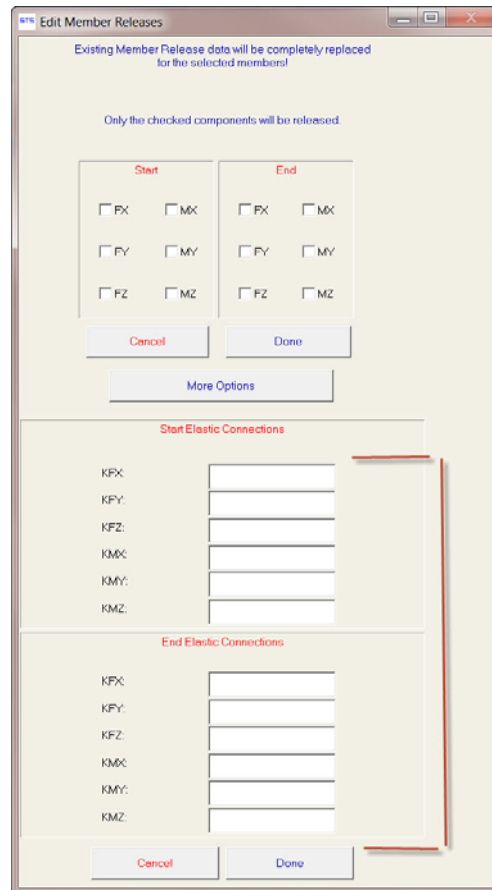 GTS Edit Member Releases
Existing Member Release data will be completely replaced
for the selected members!
Only the checked components will be released.
Start End
FX MX FX MX
FY MY FY MY
FZ MZ FZ MZ
Cancel Done
More Options
Start Elastic Connections
KFX:
KFY:
KFZ:
KMX:
KMY:
KMZ:
End Elastic Connections
KFX:
KFY:
KFZ:
KMX:
KMY:
KMZ:
Cancel Done